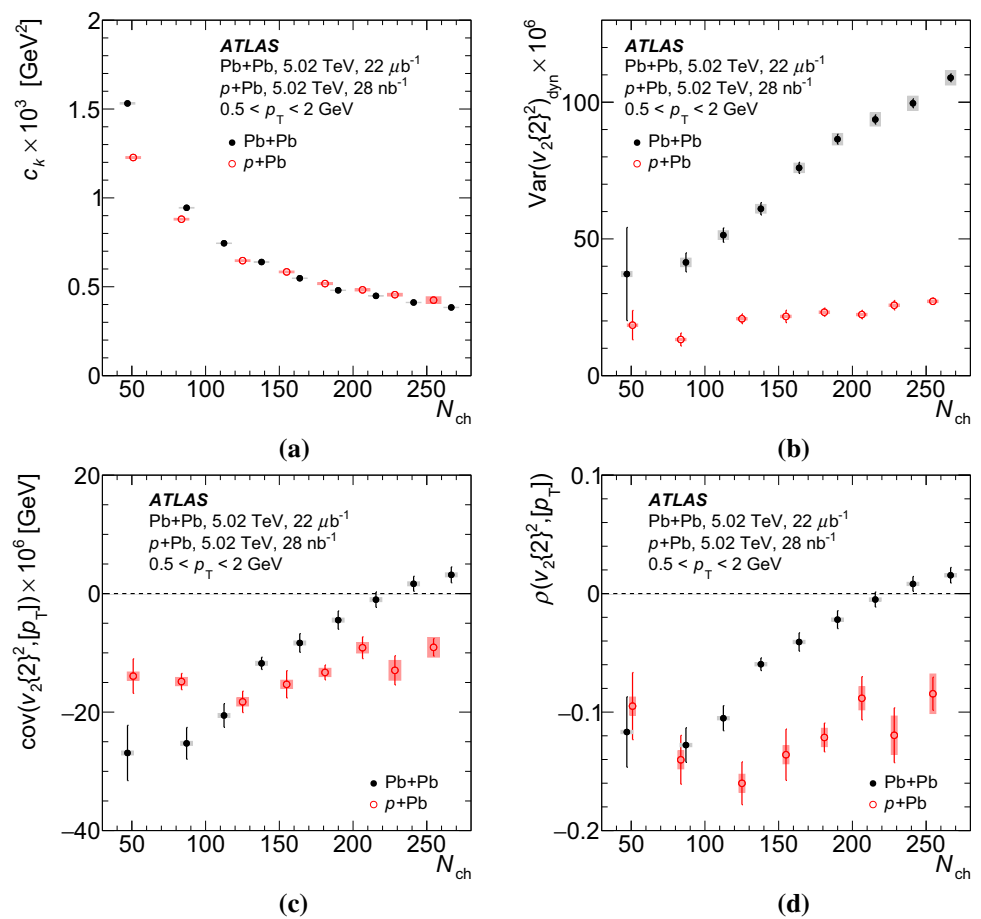 c_k × 10³ [GeV²]
2
1.5
1
0.5
0
ATLAS
Pb+Pb, 5.02 TeV, 22 μb⁻¹
p+Pb, 5.02 TeV, 28 nb⁻¹
0.5 < p_T < 2 GeV
Pb+Pb
p+Pb
50 100 150 200 250
N_ch
(a)
Var(v₂{2}²)_dyn × 10⁶
100
50
0
ATLAS
Pb+Pb, 5.02 TeV, 22 μb⁻¹
p+Pb, 5.02 TeV, 28 nb⁻¹
0.5 < p_T < 2 GeV
Pb+Pb
p+Pb
50 100 150 200 250
N_ch
(b)
cov(v₂{2}²,[p_T]) × 10⁶ [GeV]
20
0
−20
−40
ATLAS
Pb+Pb, 5.02 TeV, 22 μb⁻¹
p+Pb, 5.02 TeV, 28 nb⁻¹
0.5 < p_T < 2 GeV
Pb+Pb
p+Pb
50 100 150 200 250
N_ch
(c)
ρ(v₂{2}²,[p_T])
0.1
0
−0.1
−0.2
ATLAS
Pb+Pb, 5.02 TeV, 22 μb⁻¹
p+Pb, 5.02 TeV, 28 nb⁻¹
0.5 < p_T < 2 GeV
Pb+Pb
p+Pb
50 100 150 200 250
N_ch
(d)